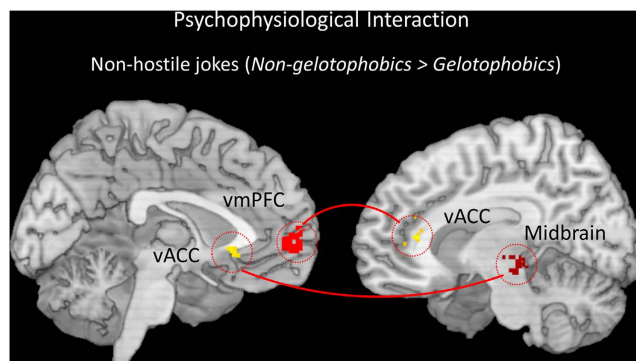 Psychophysiological Interaction
Non-hostile jokes (Non-gelotophobics > Gelotophobics)
vmPFC
vACC
vACC
Midbrain